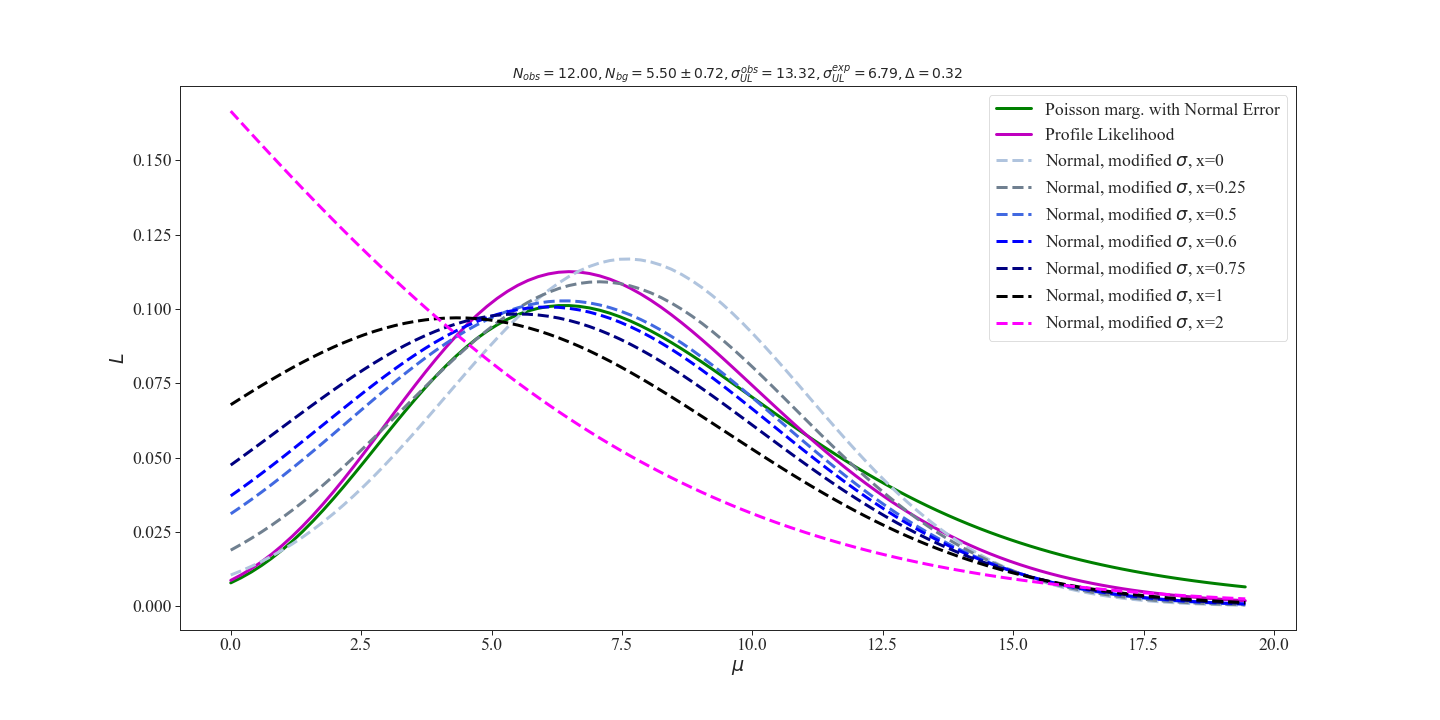 N_obs = 12.00, N_bg = 5.50 ± 0.72, σ_UL^obs = 13.32, σ_UL^exp = 6.79, Δ = 0.32
Poisson marg. with Normal Error
Profile Likelihood
Normal, modified σ, x=0
Normal, modified σ, x=0.25
Normal, modified σ, x=0.5
Normal, modified σ, x=0.6
Normal, modified σ, x=0.75
Normal, modified σ, x=1
Normal, modified σ, x=2
0.150
0.125
0.100
0.075
0.050
0.025
0.000
L
0.0 2.5 5.0 7.5 10.0 12.5 15.0 17.5 20.0
μ